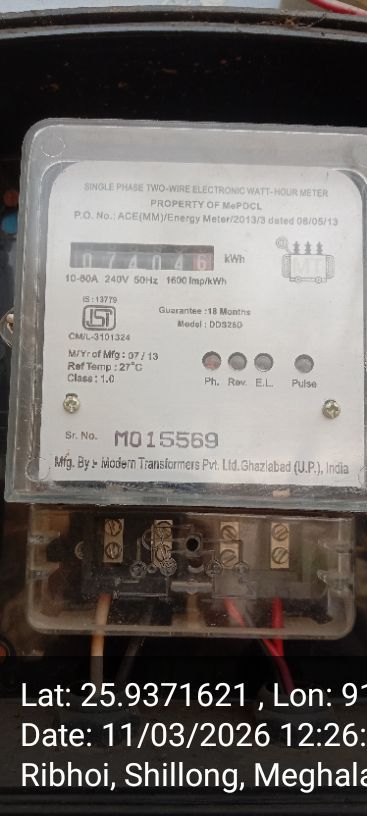 SINGLE PHASE TWO-WIRE ELECTRONIC WATT-HOUR METER
PROPERTY OF MePDCL
P.O. No.: ACE(MM)/Energy Meter/2013/3 dated 08/05/13
074046 kWh
MT
10-60A 240V 50Hz 1600 Imp/kWh
IS : 13779
Guarantee :18 Months
Model : DDS25D
CM/L-3101324
M/Yr of Mfg : 07 / 13
Ref Temp : 27°C
Class : 1.0
Ph. Rev. E.L. Pulse
Sr. No. M015569
Mfg. By :- Modern Transformers Pvt. Ltd. Ghaziabad (U.P.), India
Lat: 25.9371621 , Lon: 91
Date: 11/03/2026 12:26:
Ribhoi, Shillong, Meghala